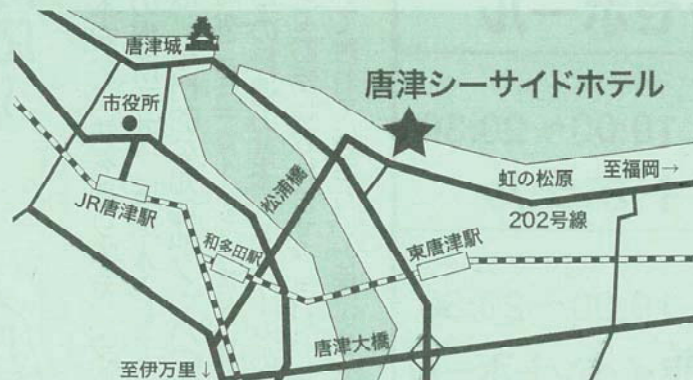 唐津城
唐津シーサイドホテル
市役所
松浦橋
虹の松原
至福岡→
202号線
JR唐津駅
和多田駅
東唐津駅
唐津大橋
至伊万里↓